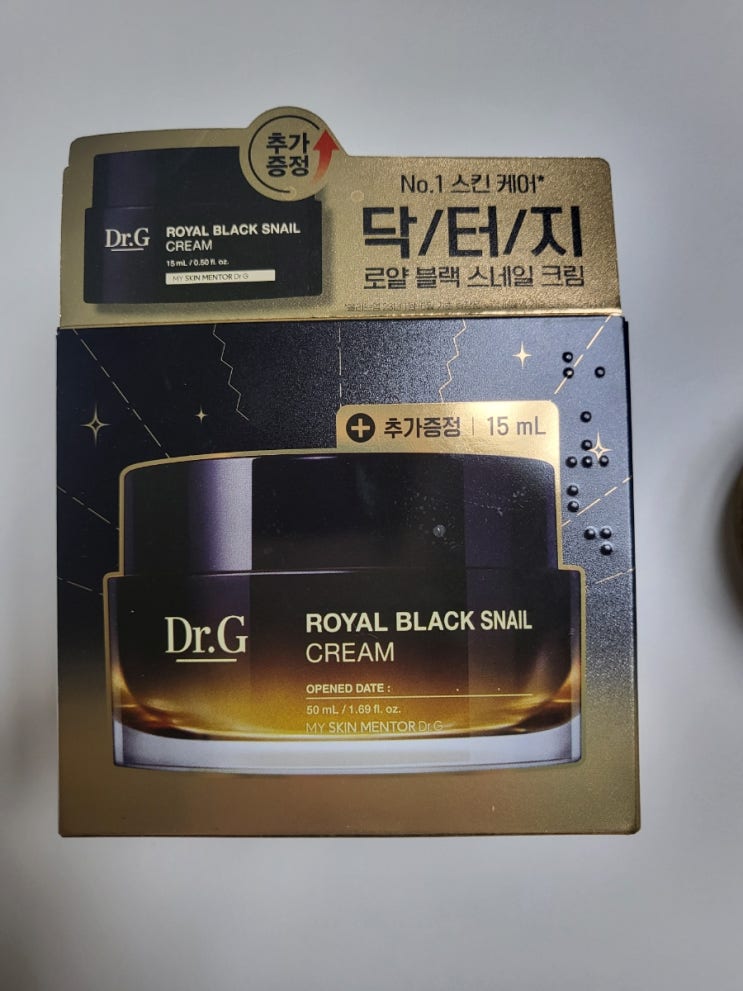 추가
증정
Dr.G
ROYAL BLACK SNAIL
CREAM
15 mL / 0.50 fl. oz.
MY SKIN MENTOR Dr.G
No.1 스킨 케어*
닥/터/지
로얄 블랙 스네일 크림
추가증정 | 15 mL
Dr.G
ROYAL BLACK SNAIL
CREAM
OPENED DATE :
50 mL / 1.69 fl. oz.
MY SKIN MENTOR Dr.G